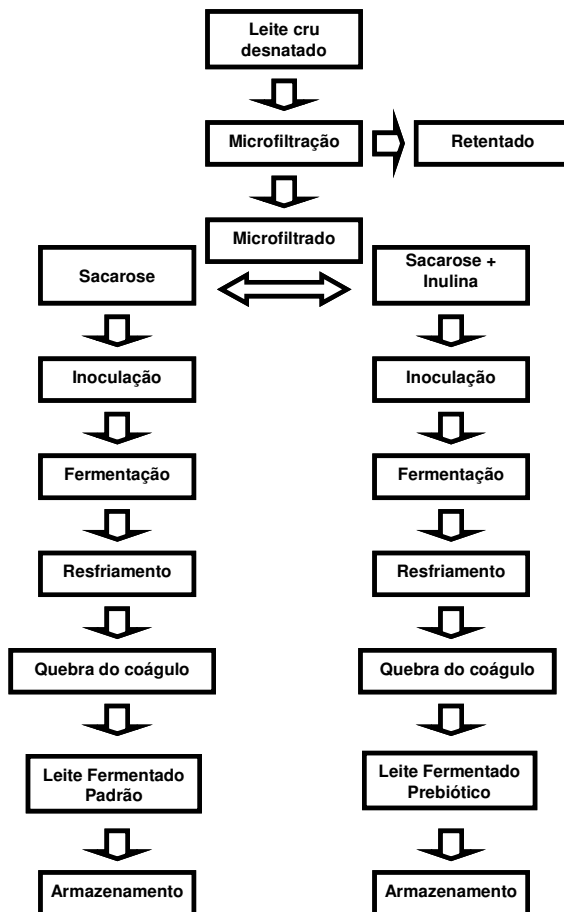 Leite cru
desnatado
Microfiltração
Retentado
Microfiltrado
Sacarose
Sacarose +
Inulina
Inoculação
Inoculação
Fermentação
Fermentação
Resfriamento
Resfriamento
Quebra do coágulo
Quebra do coágulo
Leite Fermentado
Padrão
Leite Fermentado
Prebiótico
Armazenamento
Armazenamento